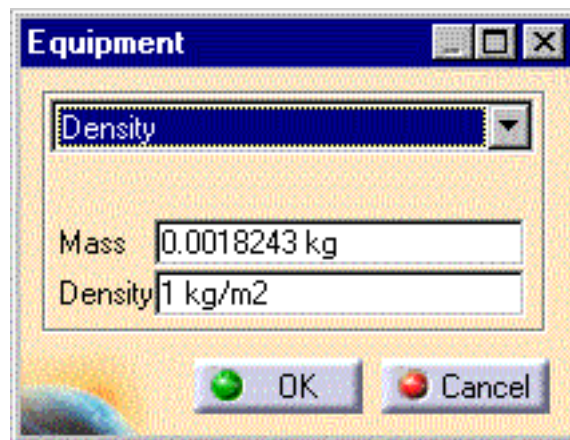 Equipment
Density
Mass 0.0018243 kg
Density 1 kg/m2
OK Cancel